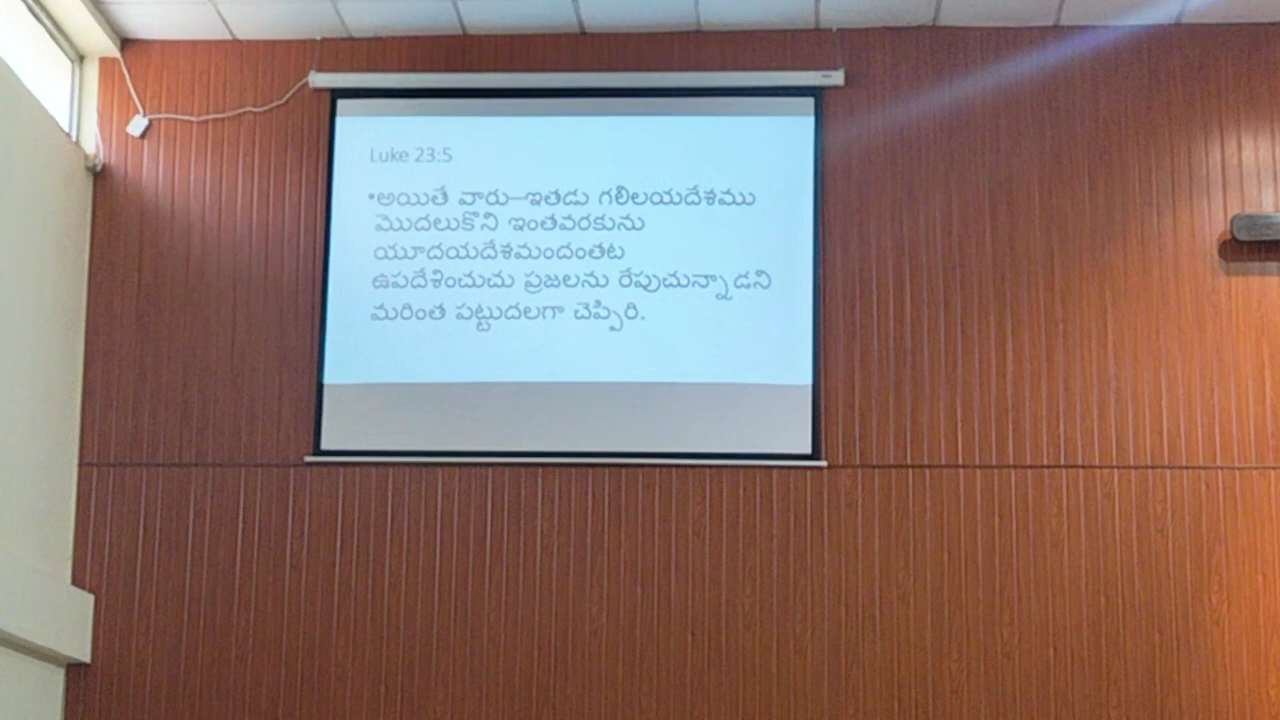 Luke 23:5
•అయితే వారు–ఇతడు గలిలయదేశము
మొదలుకొని ఇంతవరకును
యూదయదేశమందంతట
ఉపదేశించుచు ప్రజలను రేపుచున్నాడని
మరింత పట్టుదలగా చెప్పిరి.